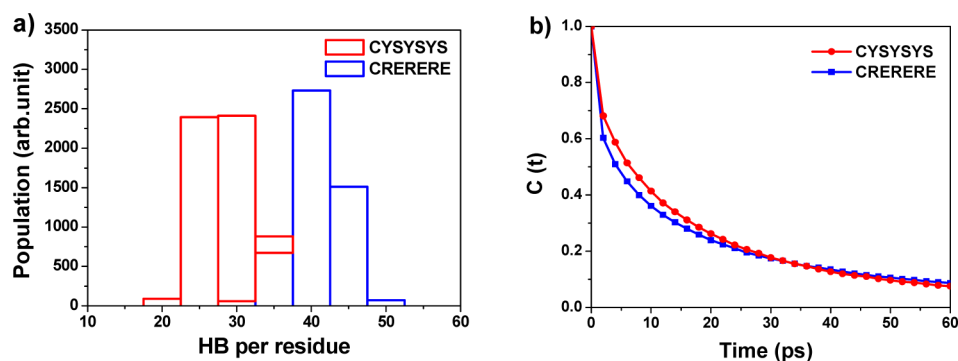 a)
CYSYSYS
CRERERE
Population (arb.unit)
3500
3000
2500
2000
1500
1000
500
0
10 20 30 40 50 60
HB per residue
b)
CYSYSYS
CRERERE
C (t)
1.0
0.8
0.6
0.4
0.2
0.0
0 10 20 30 40 50 60
Time (ps)